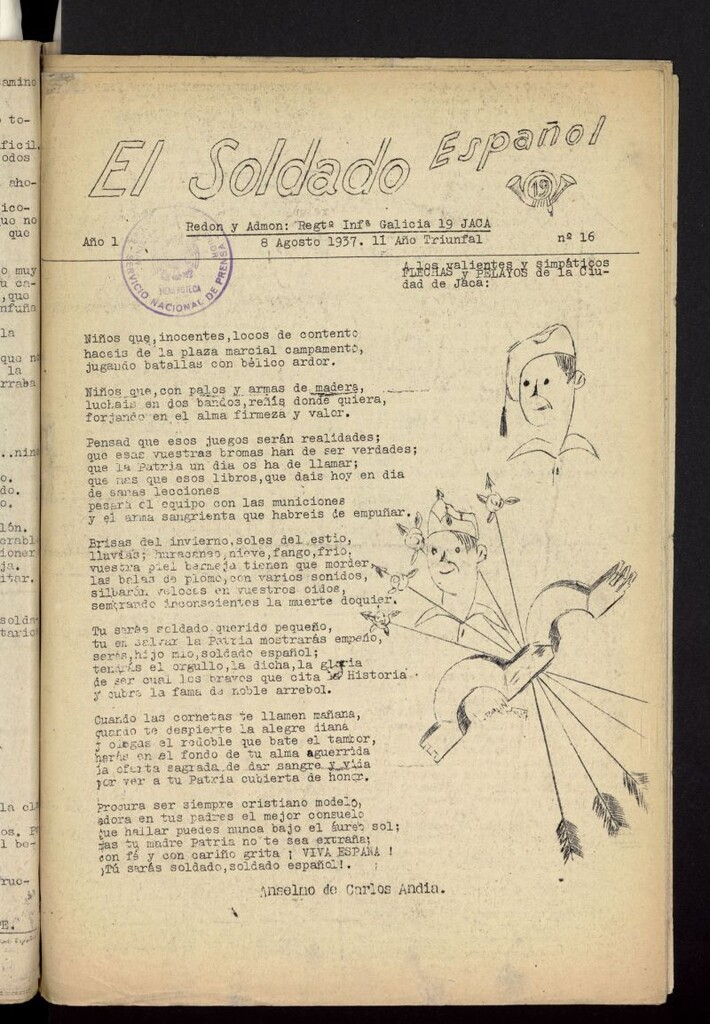 El Soldado Español
19
Redon y Admon: Regtº Infª Galicia 19 JACA
Año 1
8 Agosto 1937. 11 Año Triunfal
nº 16
SERVICIO NACIONAL DE PRENSA
HEMEROTECA
A los valientes y simpáticos
FLECHAS y PELAYOS de la Ciu-
dad de Jaca:
Niños que, inocentes, locos de contento
haceis de la plaza marcial campamento,
jugando batallas con bélico ardor.
Niños que, con palos y armas de madera,
luchais en dos bandos, reñis donde quiera,
forjando en el alma firmeza y valor.
Pensad que esos juegos serán realidades;
que esas vuestras bromas han de ser verdades;
que la Patria un dia os ha de llamar;
que mas que esos libros, que dais hoy en dia
de sanas lecciones
pesará el equipo con las municiones
y el arma sangrienta que habreis de empuñar.
Brisas del invierno, soles del estio,
lluvias; huracanes, nieve, fango, frio,
vuestra piel bermeja tienen que morder,
las balas de plomo, con varios sonidos,
silbarán veloces en vuestros oidos,
sembrando inconscientes la muerte doquier.
Tu serás soldado, querido pequeño,
tu en salvar la Patria mostrarás empeño,
serás, hijo mio, soldado español;
tendrás el orgullo, la dicha, la gloria
de ser cual los bravos que cita la Historia
y cubre la fama de noble arrebol.
Cuando las cornetas te llamen mañana,
cuando te despierte la alegre diana
y oigas el redoble que bate el tambor,
harás en el fondo de tu alma aguerrida
la oferta sagrada de dar sangre y vida
por ver a tu Patria cubierta de honor.
Procura ser siempre cristiano modelo,
adora en tus padres el mejor consuelo
que hallar puedes nunca bajo el áureo sol;
mas tu madre Patria no te sea extraña;
con fé y con cariño grita ¡ VIVA ESPAÑA !
¡Tú serás soldado, soldado español!.
Anselmo de Carlos Andia.